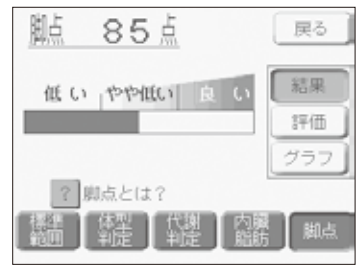 脚点 85点
戻る
低い やや低い 良い
結果
評価
グラフ
? 脚点とは?
標準範囲 体型判定 代謝判定 内臓脂肪 脚点